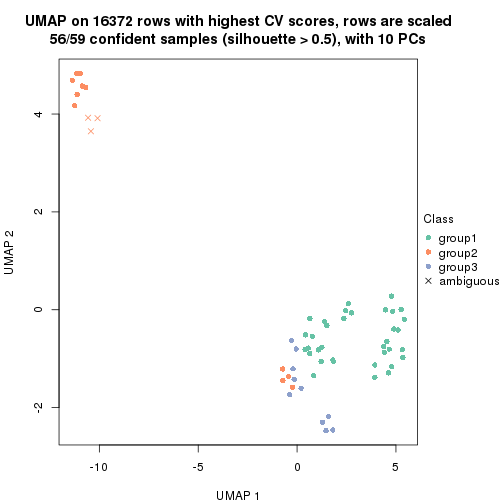 UMAP on 16372 rows with highest CV scores, rows are scaled
56/59 confident samples (silhouette > 0.5), with 10 PCs
4
2
0
-2
UMAP 2
-10
-5
0
5
UMAP 1
Class
group1
group2
group3
ambiguous